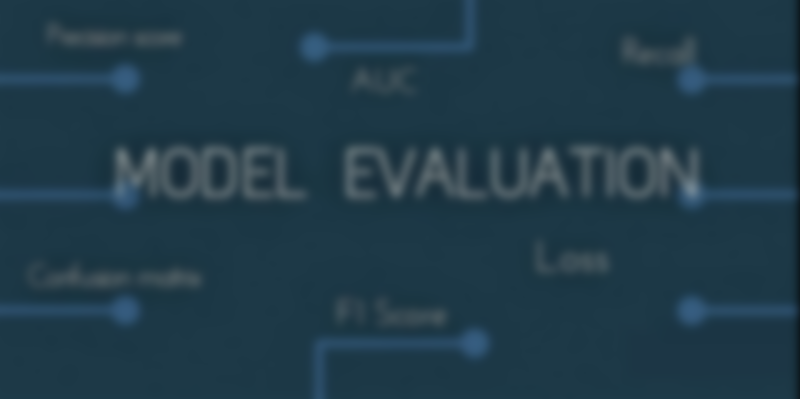 Precision score
AUC
Recall
MODEL EVALUATION
Loss
Confusion matrix
F1 Score